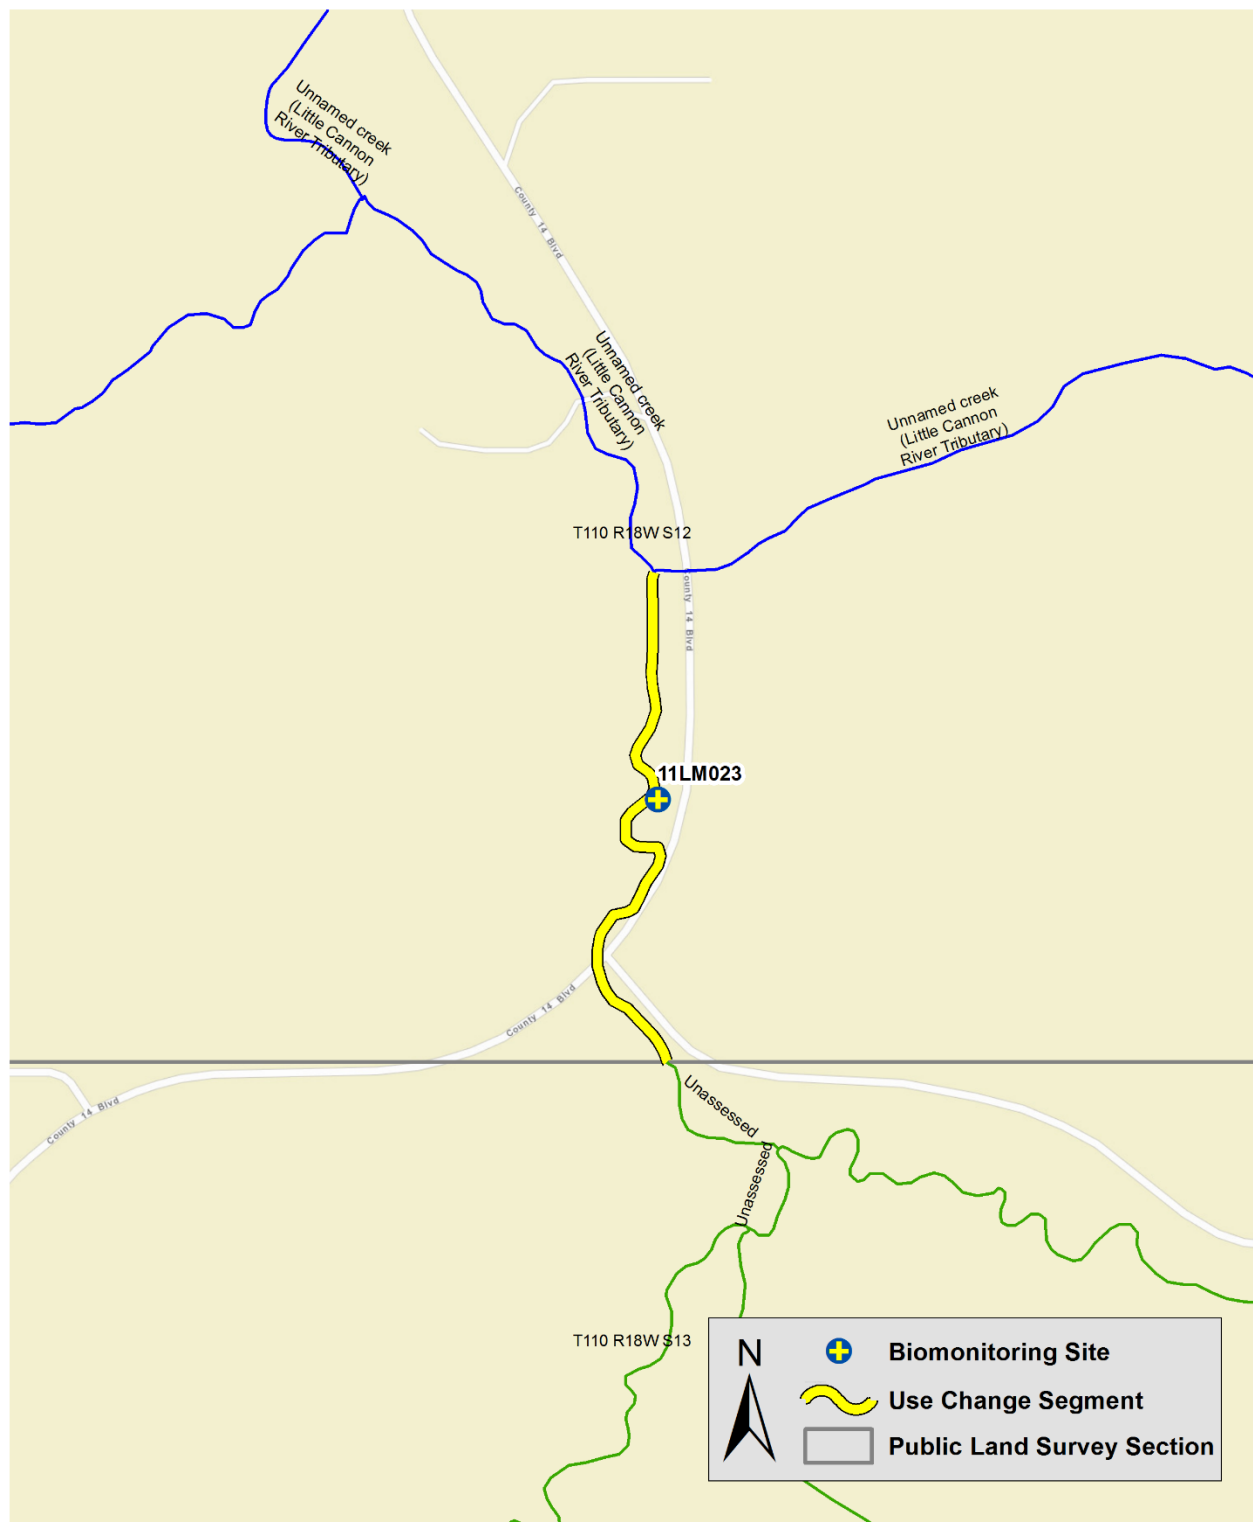 Unnamed creek
(Little Cannon
River Tributary)
County 14 Blvd
Unnamed creek
(Little Cannon
River Tributary)
Unnamed creek
(Little Cannon
River Tributary)
T110 R18W S12
County 14 Blvd
11LM023
County 14 Blvd
Unassessed
County 14 Blvd
Unassessed
T110 R18W S13
N
Biomonitoring Site
Use Change Segment
Public Land Survey Section